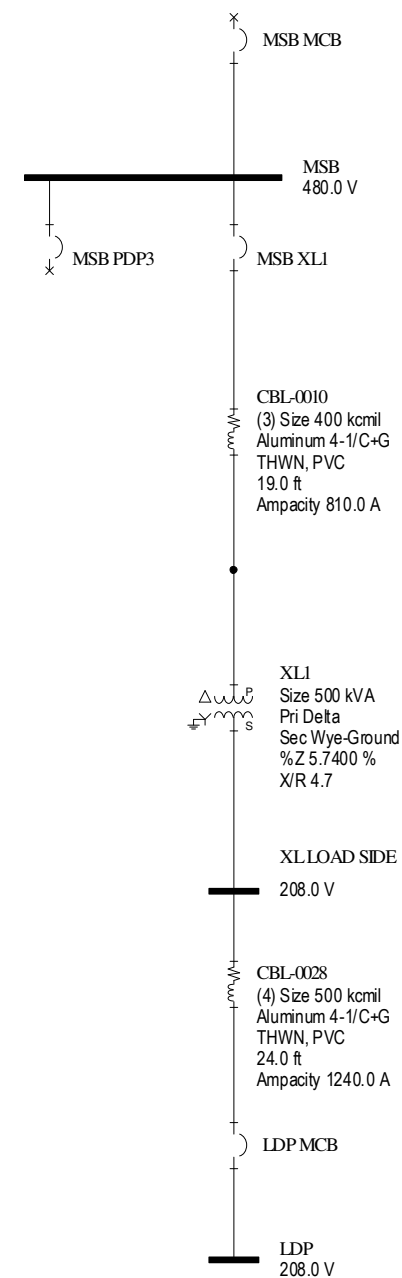 MSB MCB
MSB
480.0 V
MSB PDP3
MSB XL1
CBL-0010
(3) Size 400 kcmil
Aluminum 4-1/C+G
THWN, PVC
19.0 ft
Ampacity 810.0 A
XL1
P
Size 500 kVA
S
Pri Delta
Sec Wye-Ground
%Z 5.7400 %
X/R 4.7
XL LOAD SIDE
208.0 V
CBL-0028
(4) Size 500 kcmil
Aluminum 4-1/C+G
THWN, PVC
24.0 ft
Ampacity 1240.0 A
LDP MCB
LDP
208.0 V